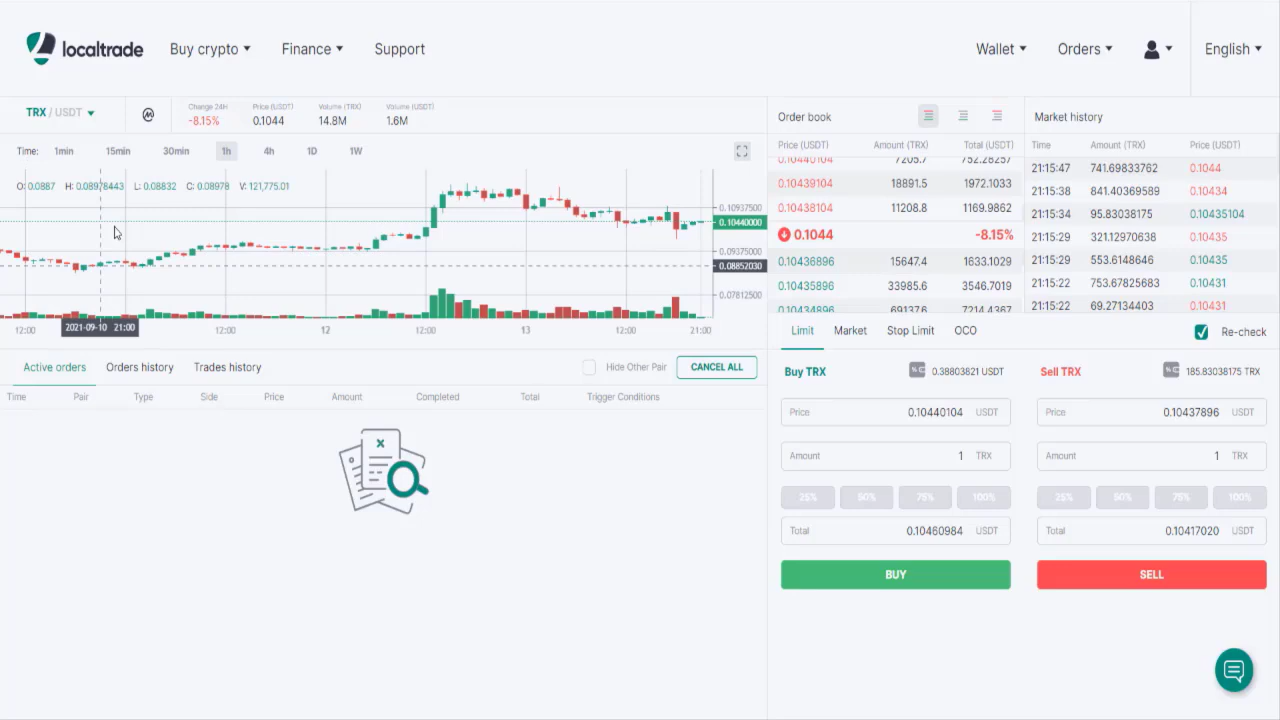 localtrade Buy crypto Finance Support Wallet Orders English
TRX / USDT
Change 24H Price (USDT) Volume (TRX) Volume (USDT)
-8.15% 0.1044 14.8M 1.6M
Time: 1min 15min 30min 1h 4h 1D 1W
O: 0.0887 H: 0.08978443 L: 0.08832 C: 0.08978 V: 121,775.01
0.10937500
0.10440000
0.09375000
0.08852030
0.07812500
12:00 2021-09-10 21:00 12:00 12 12:00 13 12:00 21:00
Order book
Price (USDT) Amount (TRX) Total (USDT)
0.10440104 7205.7 752.28257
0.10439104 18891.5 1972.1033
0.10438104 11208.8 1169.9862
0.1044 -8.15%
0.10436896 15647.4 1633.1029
0.10435896 33985.6 3546.7019
0.10434896 69137.6 7214.4367
Market history
Time Amount (TRX) Price (USDT)
21:15:47 741.69833762 0.1044
21:15:38 841.40369589 0.10434
21:15:34 95.83038175 0.10435104
21:15:29 321.12970638 0.10435
21:15:29 553.6148646 0.10435
21:15:22 753.67825683 0.10431
21:15:22 69.27134403 0.10431
Limit Market Stop Limit OCO Re-check
Active orders Orders history Trades history Hide Other Pair CANCEL ALL
Time Pair Type Side Price Amount Completed Total Trigger Conditions
Buy TRX 0.38803821 USDT
Price 0.10440104 USDT
Amount 1 TRX
25% 50% 75% 100%
Total 0.10460984 USDT
BUY
Sell TRX 185.83038175 TRX
Price 0.10437896 USDT
Amount 1 TRX
25% 50% 75% 100%
Total 0.10417020 USDT
SELL